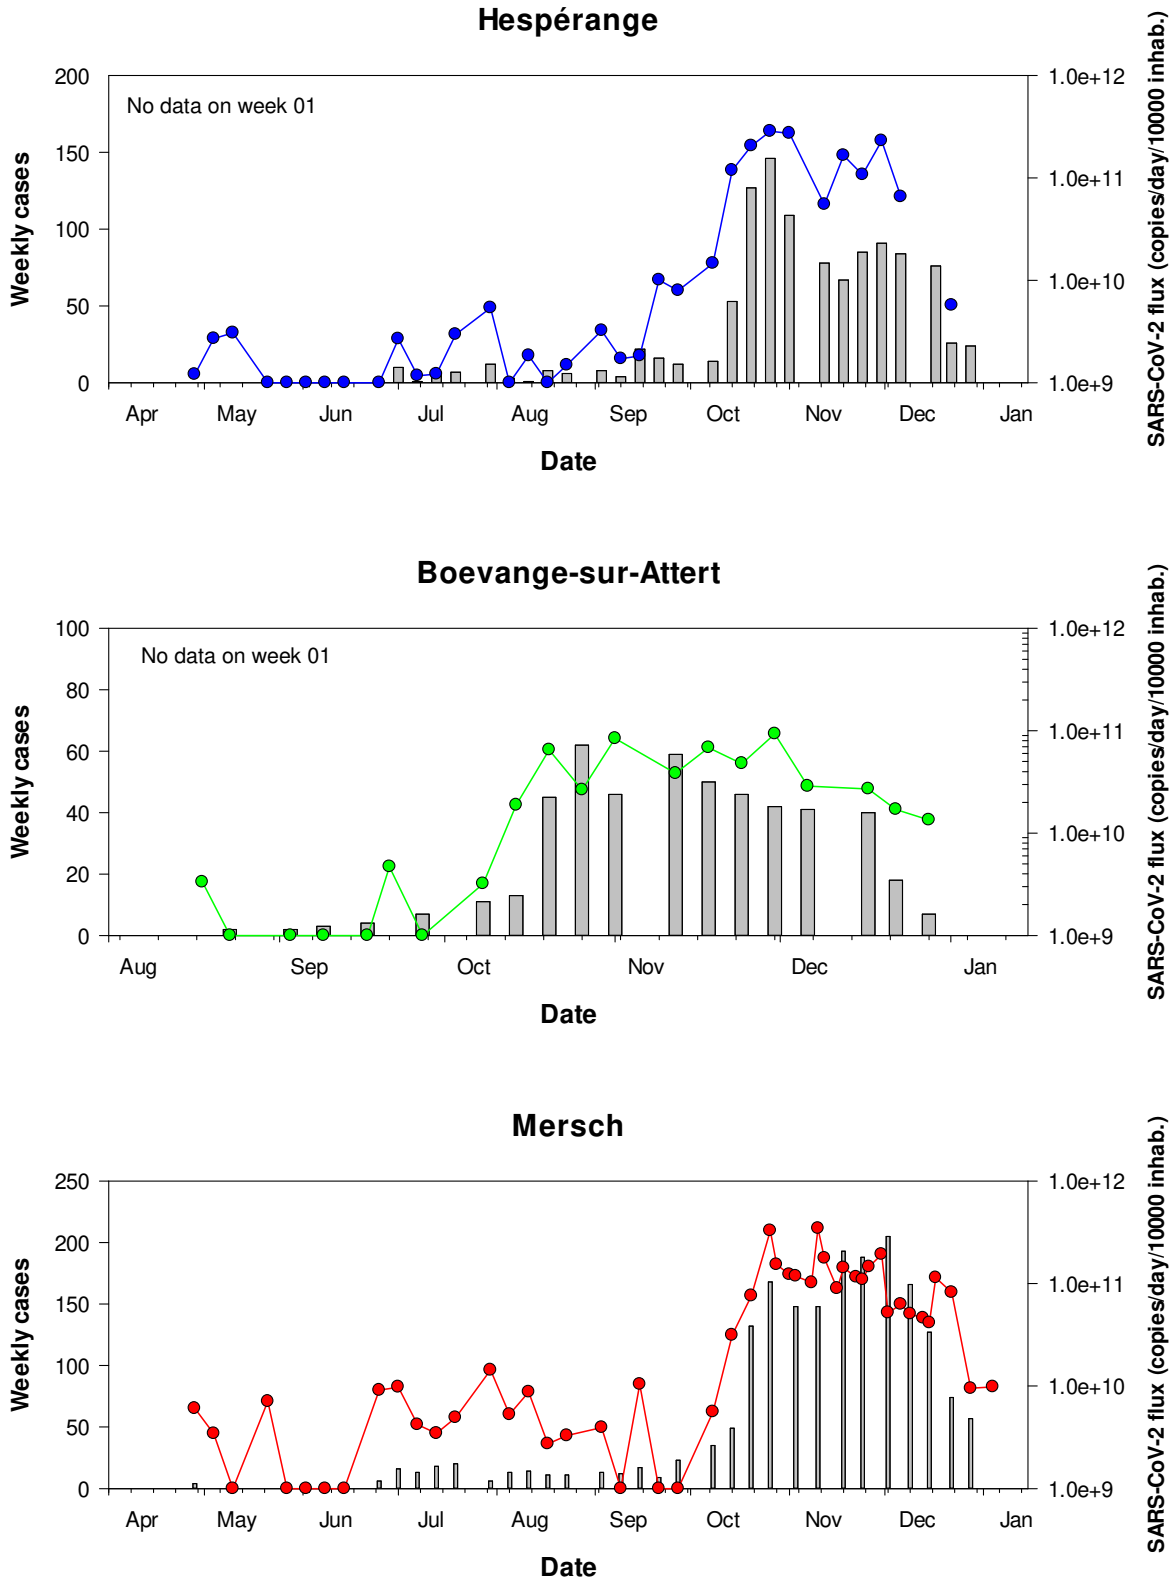 Hespérange
No data on week 01
Weekly cases
200
150
100
50
0
1.0e+12
1.0e+11
1.0e+10
1.0e+9
SARS-CoV-2 flux (copies/day/10000 inhab.)
Apr May Jun Jul Aug Sep Oct Nov Dec Jan
Date
Boevange-sur-Attert
No data on week 01
Weekly cases
100
80
60
40
20
0
1.0e+12
1.0e+11
1.0e+10
1.0e+9
SARS-CoV-2 flux (copies/day/10000 inhab.)
Aug Sep Oct Nov Dec Jan
Date
Mersch
Weekly cases
250
200
150
100
50
0
1.0e+12
1.0e+11
1.0e+10
1.0e+9
SARS-CoV-2 flux (copies/day/10000 inhab.)
Apr May Jun Jul Aug Sep Oct Nov Dec Jan
Date